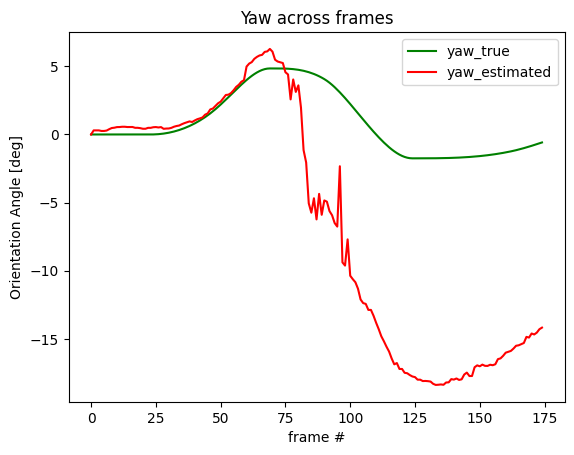 Yaw across frames
yaw_true
yaw_estimated
Orientation Angle [deg]
5
0
−5
−10
−15
0
25
50
75
100
125
150
175
frame #